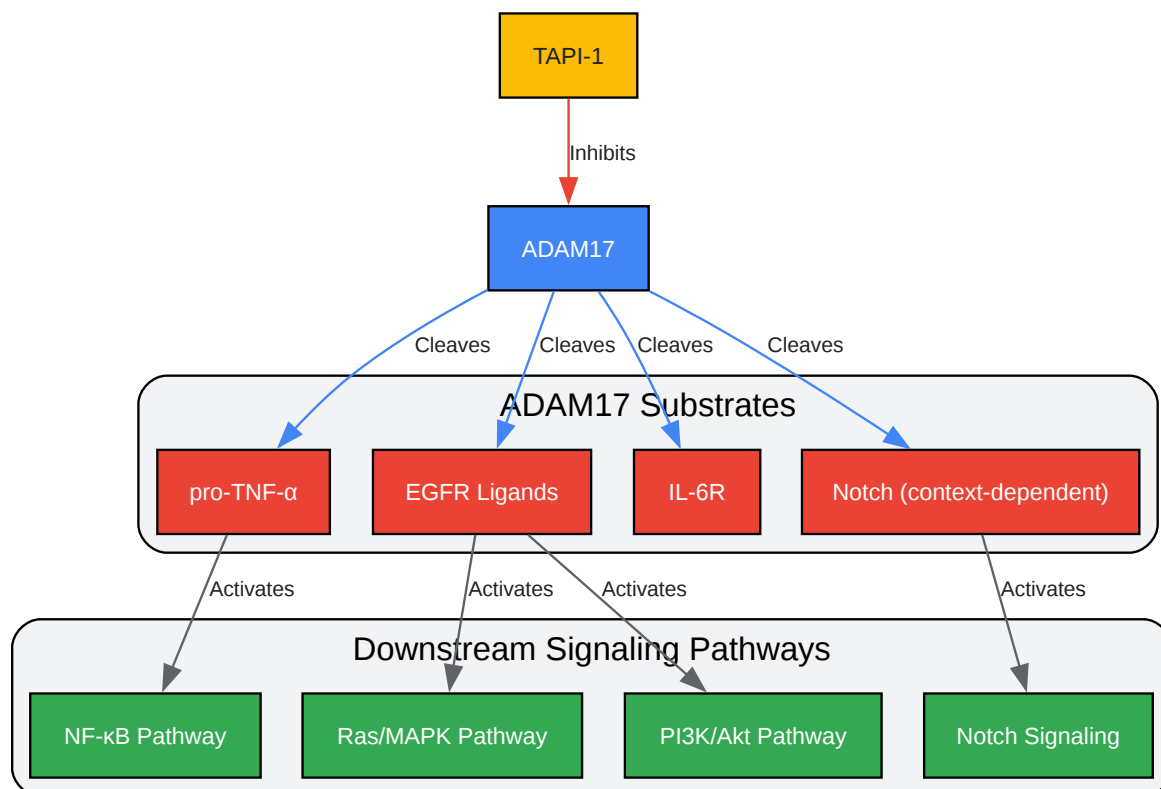 TAPI-1
Inhibits
ADAM17
Cleaves
Cleaves
Cleaves
Cleaves
ADAM17 Substrates
pro-TNF-α
EGFR Ligands
IL-6R
Notch (context-dependent)
Activates
Activates
Activates
Activates
Downstream Signaling Pathways
NF-κB Pathway
Ras/MAPK Pathway
PI3K/Akt Pathway
Notch Signaling